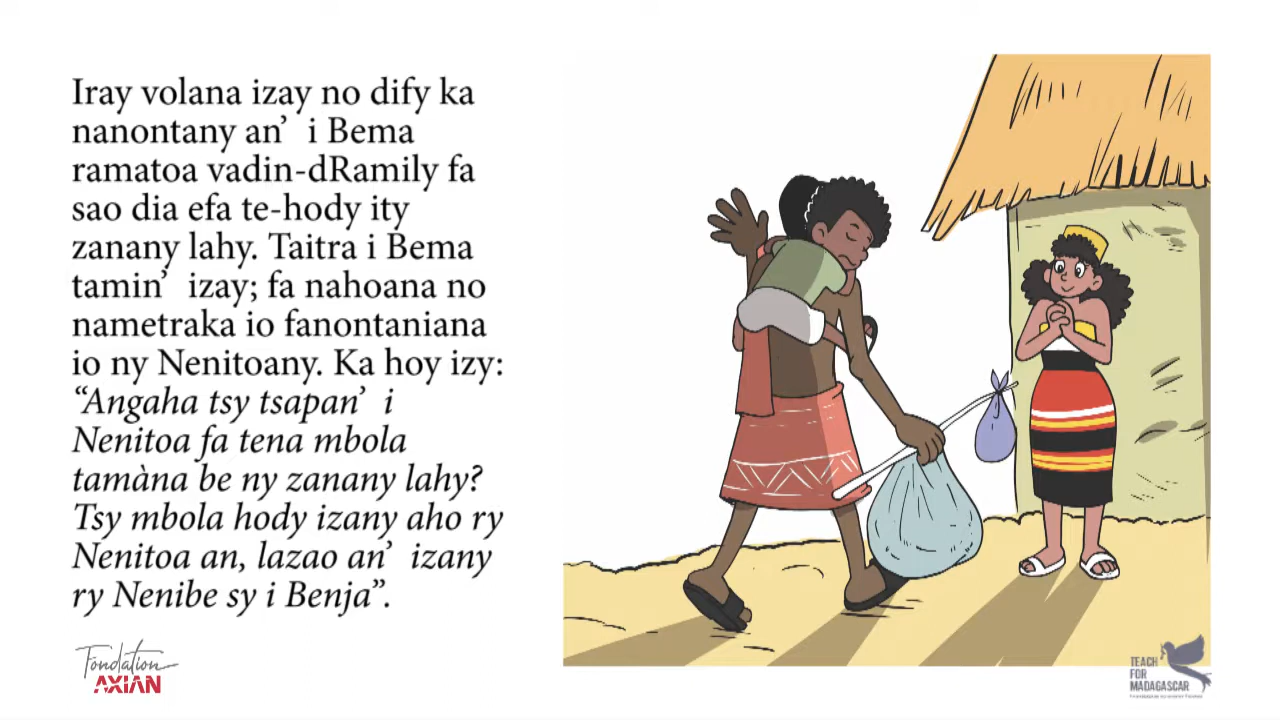 Iray volana izay no dify ka
nanontany an’ i Bema
ramatoa vadin-dRamily fa
sao dia efa te-hody ity
zanany lahy. Taitra i Bema
tamin’ izay; fa nahoana no
nametraka io fanontaniana
io ny Nenitoany. Ka hoy izy:
“Angaha tsy tsapan’ i
Nenitoa fa tena mbola
tamàna be ny zanany lahy?
Tsy mbola hody izany aho ry
Nenitoa an, lazao an’ izany
ry Nenibe sy i Benja”.
Fondation
AXIAN
TEACH
FOR
MADAGASCAR